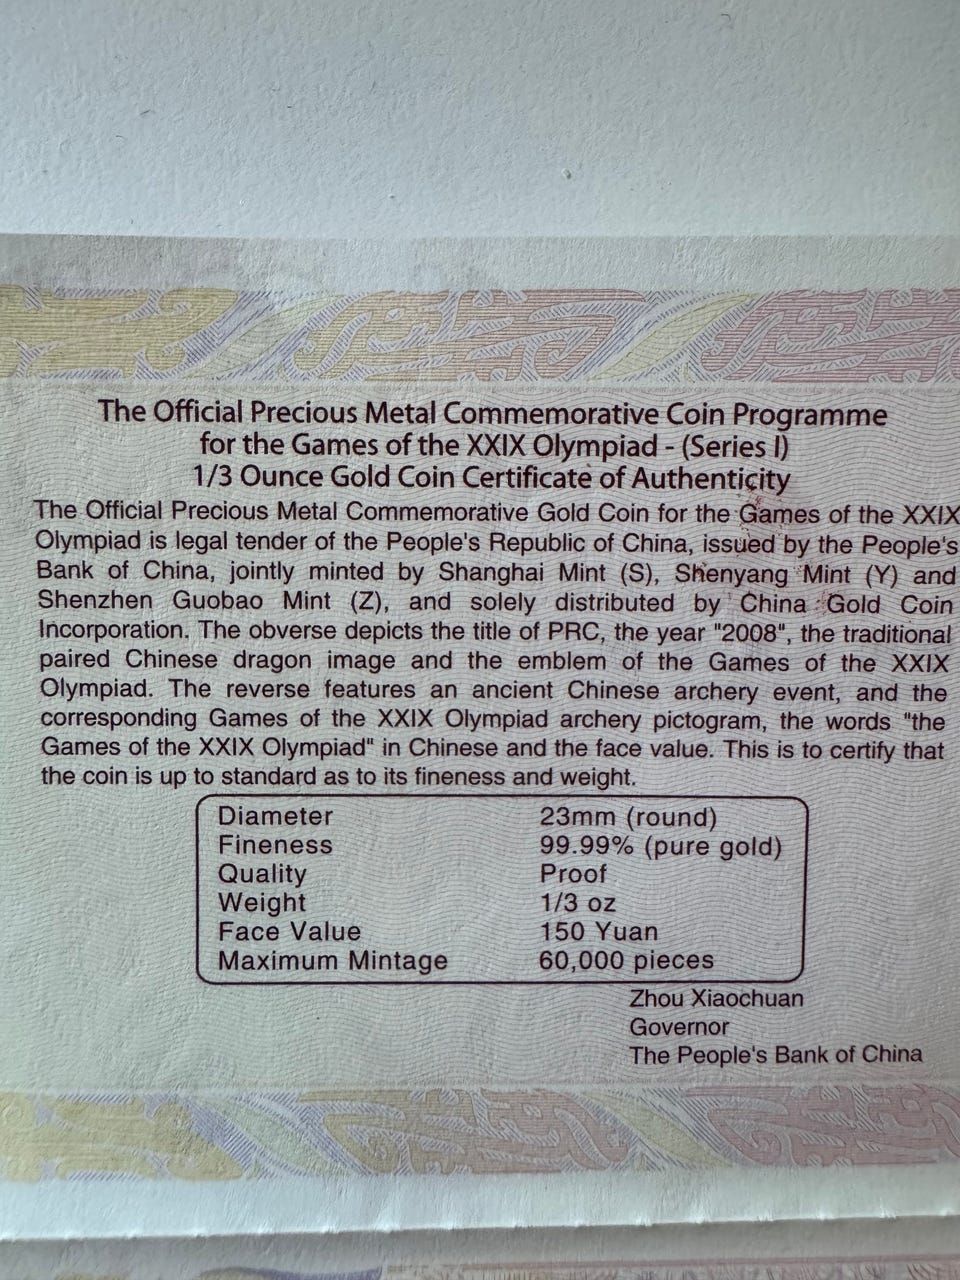 The Official Precious Metal Commemorative Coin Programme
for the Games of the XXIX Olympiad - (Series I)
1/3 Ounce Gold Coin Certificate of Authenticity
The Official Precious Metal Commemorative Gold Coin for the Games of the XXIX
Olympiad is legal tender of the People's Republic of China, issued by the People's
Bank of China, jointly minted by Shanghai Mint (S), Shenyang Mint (Y) and
Shenzhen Guobao Mint (Z), and solely distributed by China Gold Coin
Incorporation. The obverse depicts the title of PRC, the year "2008", the traditional
paired Chinese dragon image and the emblem of the Games of the XXIX
Olympiad. The reverse features an ancient Chinese archery event, and the
corresponding Games of the XXIX Olympiad archery pictogram, the words "the
Games of the XXIX Olympiad" in Chinese and the face value. This is to certify that
the coin is up to standard as to its fineness and weight.
Diameter 23mm (round)
Fineness 99.99% (pure gold)
Quality Proof
Weight 1/3 oz
Face Value 150 Yuan
Maximum Mintage 60,000 pieces
Zhou Xiaochuan
Governor
The People's Bank of China